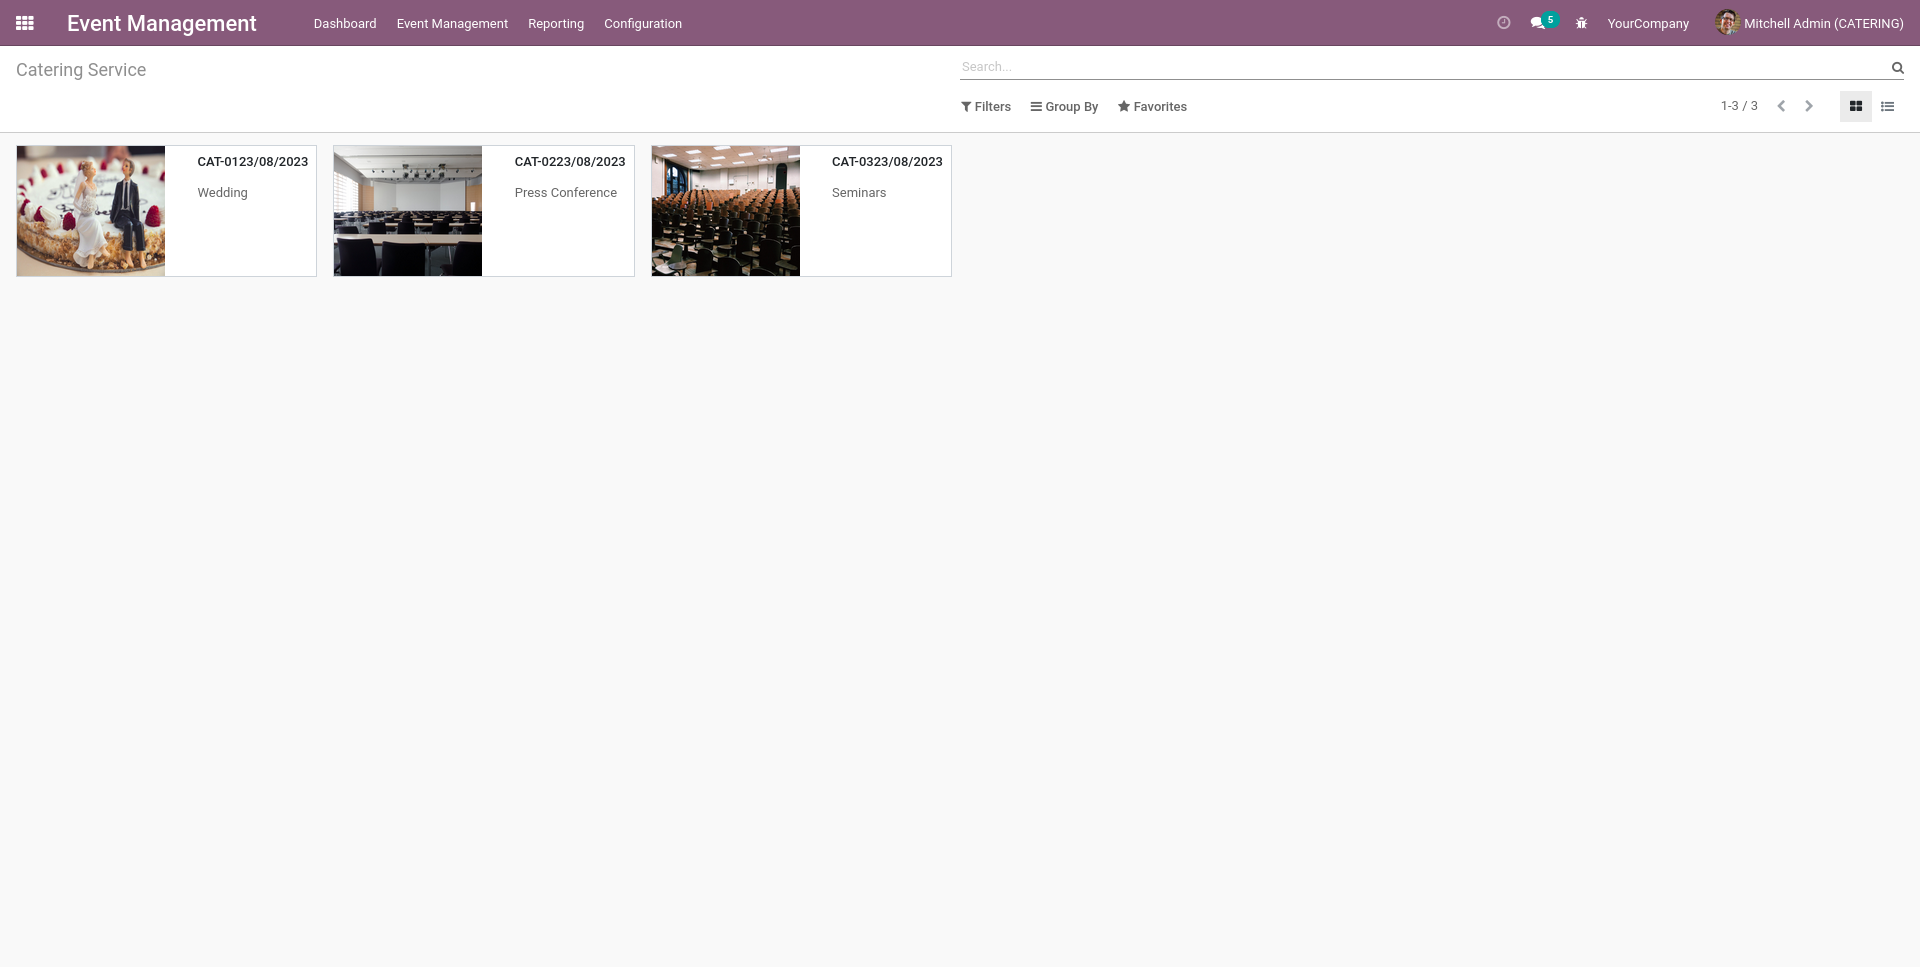 Event Management
Dashboard
Event Management
Reporting
Configuration
5
YourCompany
Mitchell Admin (CATERING)
Catering Service
Search...
Filters
Group By
Favorites
1-3 / 3
CAT-0123/08/2023
Wedding
CAT-0223/08/2023
Press Conference
CAT-0323/08/2023
Seminars